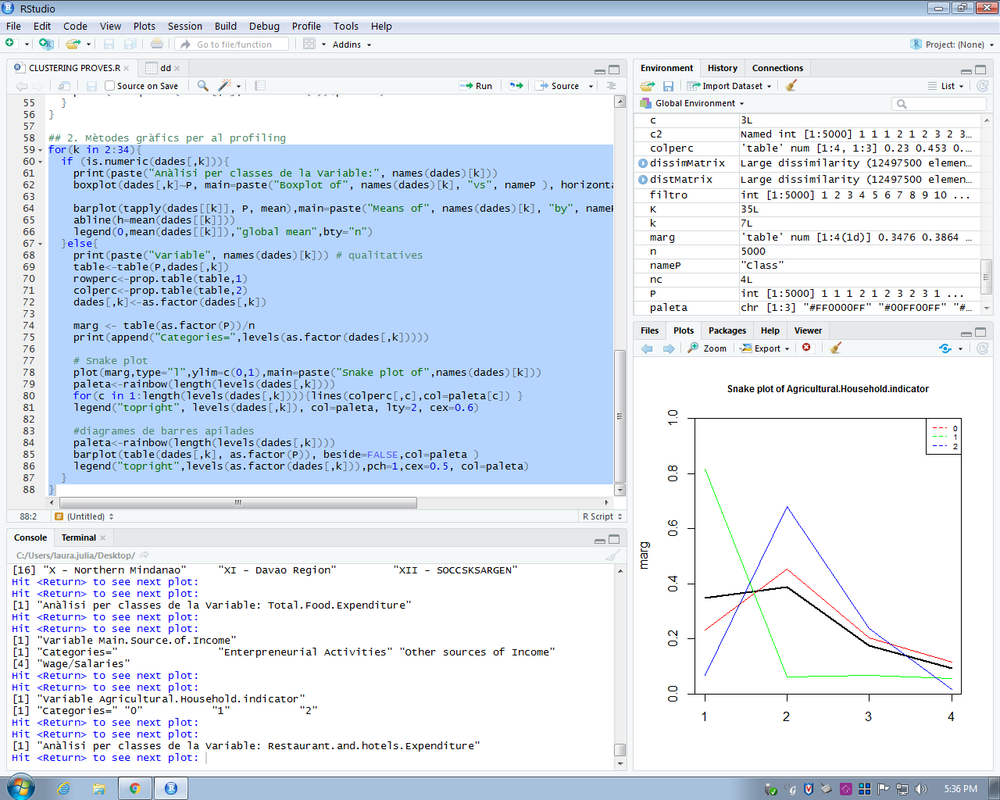 RStudio
File Edit Code View Plots Session Build Debug Profile Tools Help
Go to file/function Addins Project: (None)
CLUSTERING PROVES.R dd
Source on Save Run Source
55 }
56 }
57
58 ## 2. Mètodes gràfics per al profiling
59 for(k in 2:34){
60 if (is.numeric(dades[,k])){
61 print(paste("Anàlisi per classes de la Variable:", names(dades)[k]))
62 boxplot(dades[,k]~P, main=paste("Boxplot of", names(dades)[k], "vs", nameP ), horizonta
63
64 barplot(tapply(dades[[k]], P, mean),main=paste("Means of", names(dades)[k], "by", nameP
65 abline(h=mean(dades[[k]]))
66 legend(0,mean(dades[[k]]),"global mean",bty="n")
67 }else{
68 print(paste("Variable", names(dades)[k])) # qualitatives
69 table<-table(P,dades[,k])
70 rowperc<-prop.table(table,1)
71 colperc<-prop.table(table,2)
72 dades[,k]<-as.factor(dades[,k])
73
74 marg <- table(as.factor(P))/n
75 print(append("Categories=",levels(as.factor(dades[,k]))))
76
77 # Snake plot
78 plot(marg,type="l",ylim=c(0,1),main=paste("Snake plot of",names(dades)[k]))
79 paleta<-rainbow(length(levels(dades[,k])))
80 for(c in 1:length(levels(dades[,k]))){lines(colperc[,c],col=paleta[c]) }
81 legend("topright", levels(dades[,k]), col=paleta, lty=2, cex=0.6)
82
83 #diagrames de barres apilades
84 paleta<-rainbow(length(levels(dades[,k])))
85 barplot(table(dades[,k], as.factor(P)), beside=FALSE,col=paleta )
86 legend("topright",levels(as.factor(dades[,k])),pch=1,cex=0.5, col=paleta)
87 }
88 }
88:2 (Untitled) R Script
Console Terminal
C:/Users/laura.julia/Desktop/
[16] "X - Northern Mindanao" "XI - Davao Region" "XII - SOCCSKSARGEN"
Hit <Return> to see next plot:
Hit <Return> to see next plot:
[1] "Anàlisi per classes de la Variable: Total.Food.Expenditure"
Hit <Return> to see next plot:
Hit <Return> to see next plot:
[1] "Variable Main.Source.of.Income"
[1] "Categories=" "Enterpreneurial Activities" "Other sources of Income"
[4] "Wage/Salaries"
Hit <Return> to see next plot:
Hit <Return> to see next plot:
[1] "Variable Agricultural.Household.indicator"
[1] "Categories=" "0" "1" "2"
Hit <Return> to see next plot:
Hit <Return> to see next plot:
[1] "Anàlisi per classes de la Variable: Restaurant.and.hotels.Expenditure"
Hit <Return> to see next plot:
Environment History Connections
Import Dataset List
Global Environment
c 3L
c2 Named int [1:5000] 1 1 1 2 1 2 3 2 3…
colperc 'table' num [1:4, 1:3] 0.23 0.453 0.…
dissimMatrix Large dissimilarity (12497500 elemen…
distMatrix Large dissimilarity (12497500 elemen…
filtro int [1:5000] 1 2 3 4 5 6 7 8 9 10 ...
K 35L
k 7L
marg 'table' num [1:4(1d)] 0.3476 0.3864 …
n 5000
nameP "Class"
nc 4L
P int [1:5000] 1 1 1 2 1 2 3 2 3 1 ...
paleta chr [1:3] "#FF0000FF" "#00FF00FF" "#…
Files Plots Packages Help Viewer
Zoom Export
Snake plot of Agricultural.Household.indicator
marg
1.0
0.8
0.6
0.4
0.2
0.0
1 2 3 4
0
1
2
5:36 PM